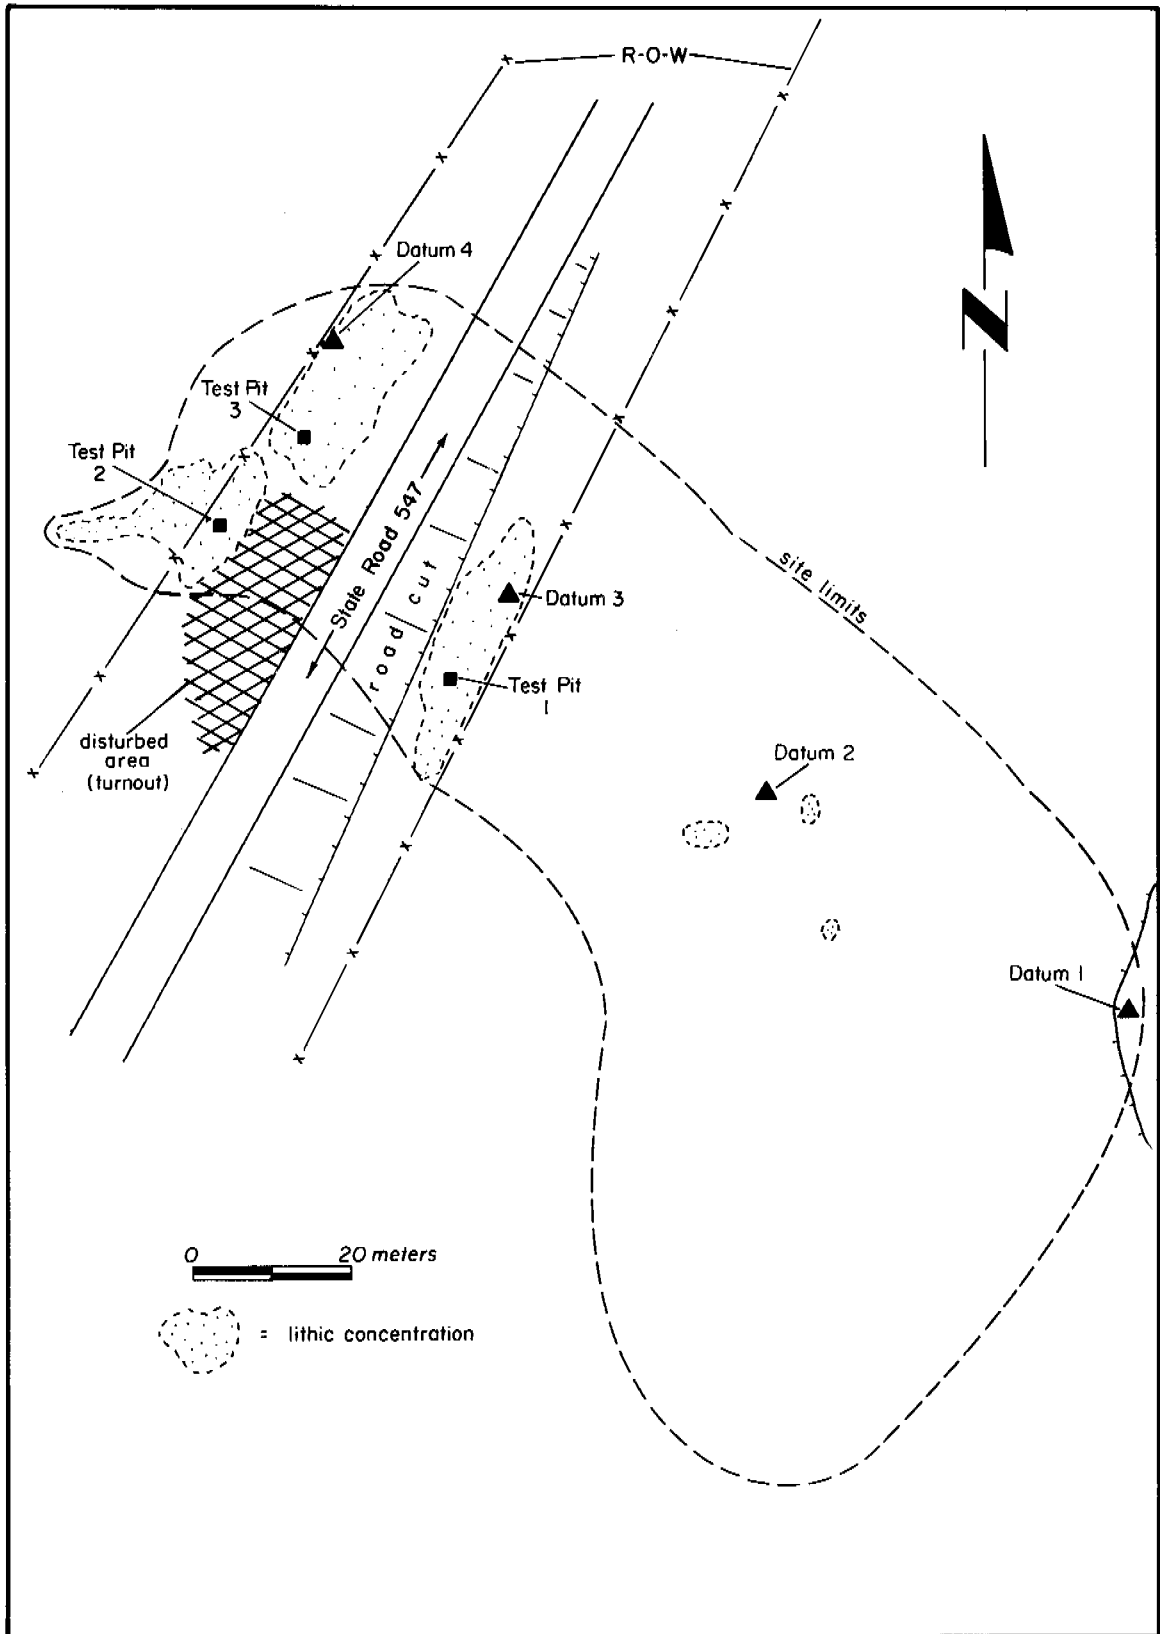 R-O-W
Datum 4
N
Test Pit
3
Test Pit
2
State Road 547
road cut
site limits
Datum 3
Test Pit
1
disturbed
area
(turnout)
Datum 2
Datum 1
0 20 meters
= lithic concentration